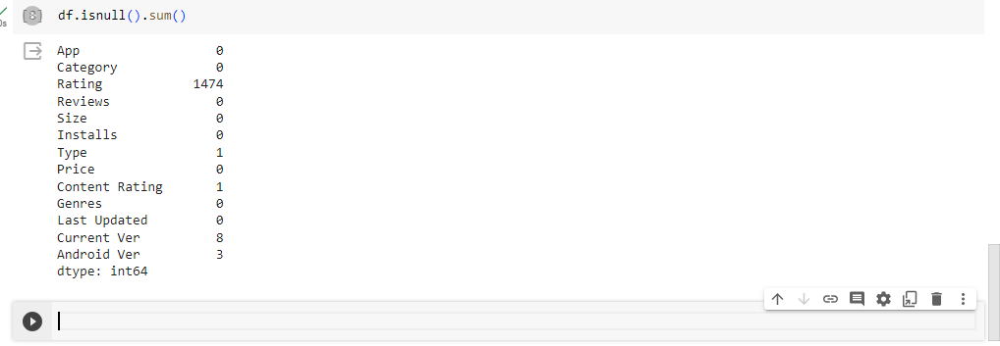 [8] df.isnull().sum()
0s
App 0
Category 0
Rating 1474
Reviews 0
Size 0
Installs 0
Type 1
Price 0
Content Rating 1
Genres 0
Last Updated 0
Current Ver 8
Android Ver 3
dtype: int64